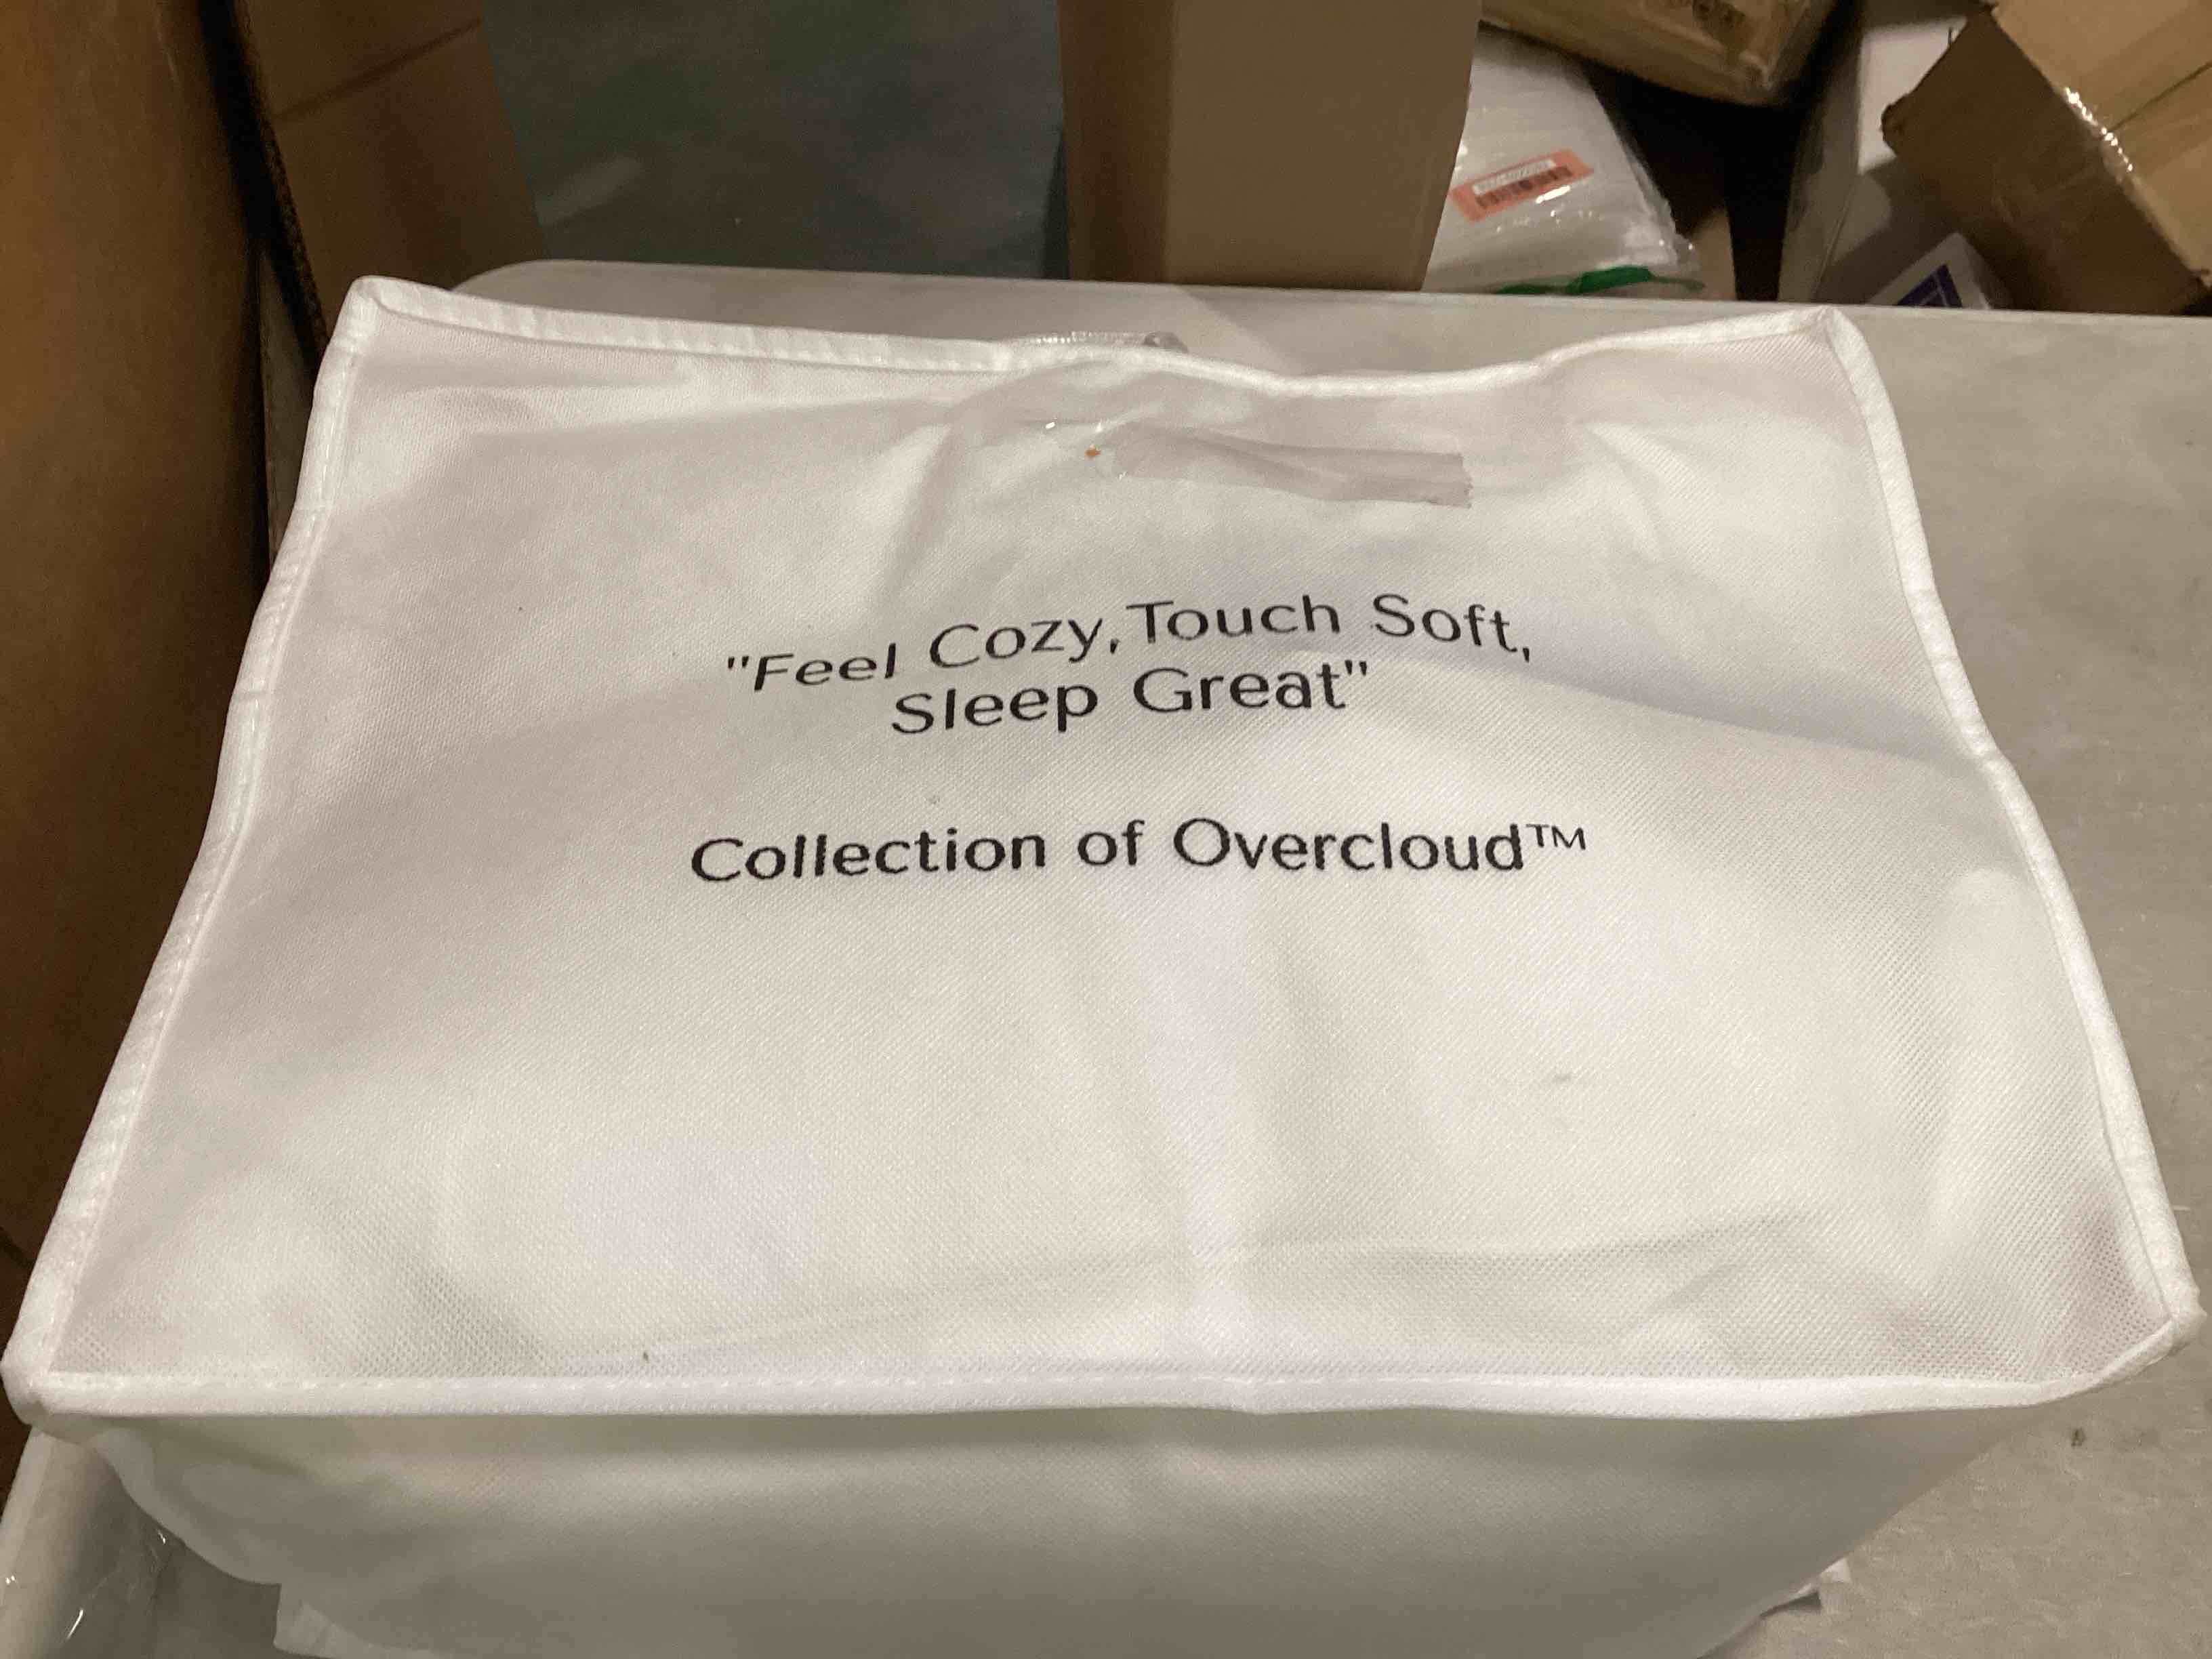 "Feel Cozy, Touch Soft,
Sleep Great"
Collection of Overcloud™